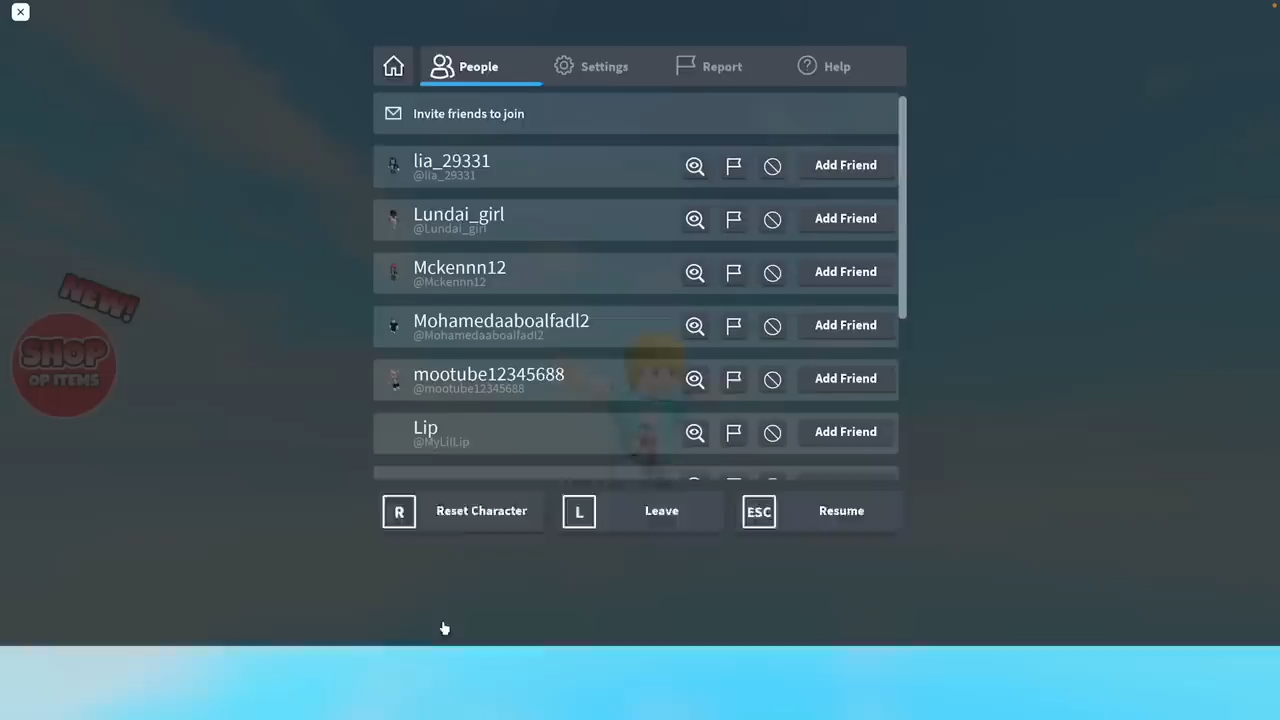 People
Settings
Report
Help
Invite friends to join
lia_29331
@lia_29331
Add Friend
Lundai_girl
@Lundai_girl
Add Friend
Mckennn12
@Mckennn12
Add Friend
Mohamedaaboalfadl2
@Mohamedaaboalfadl2
Add Friend
mootube12345688
@mootube12345688
Add Friend
Lip
@MyLilLip
Add Friend
R
Reset Character
L
Leave
ESC
Resume
NEW!
SHOP
OP ITEMS